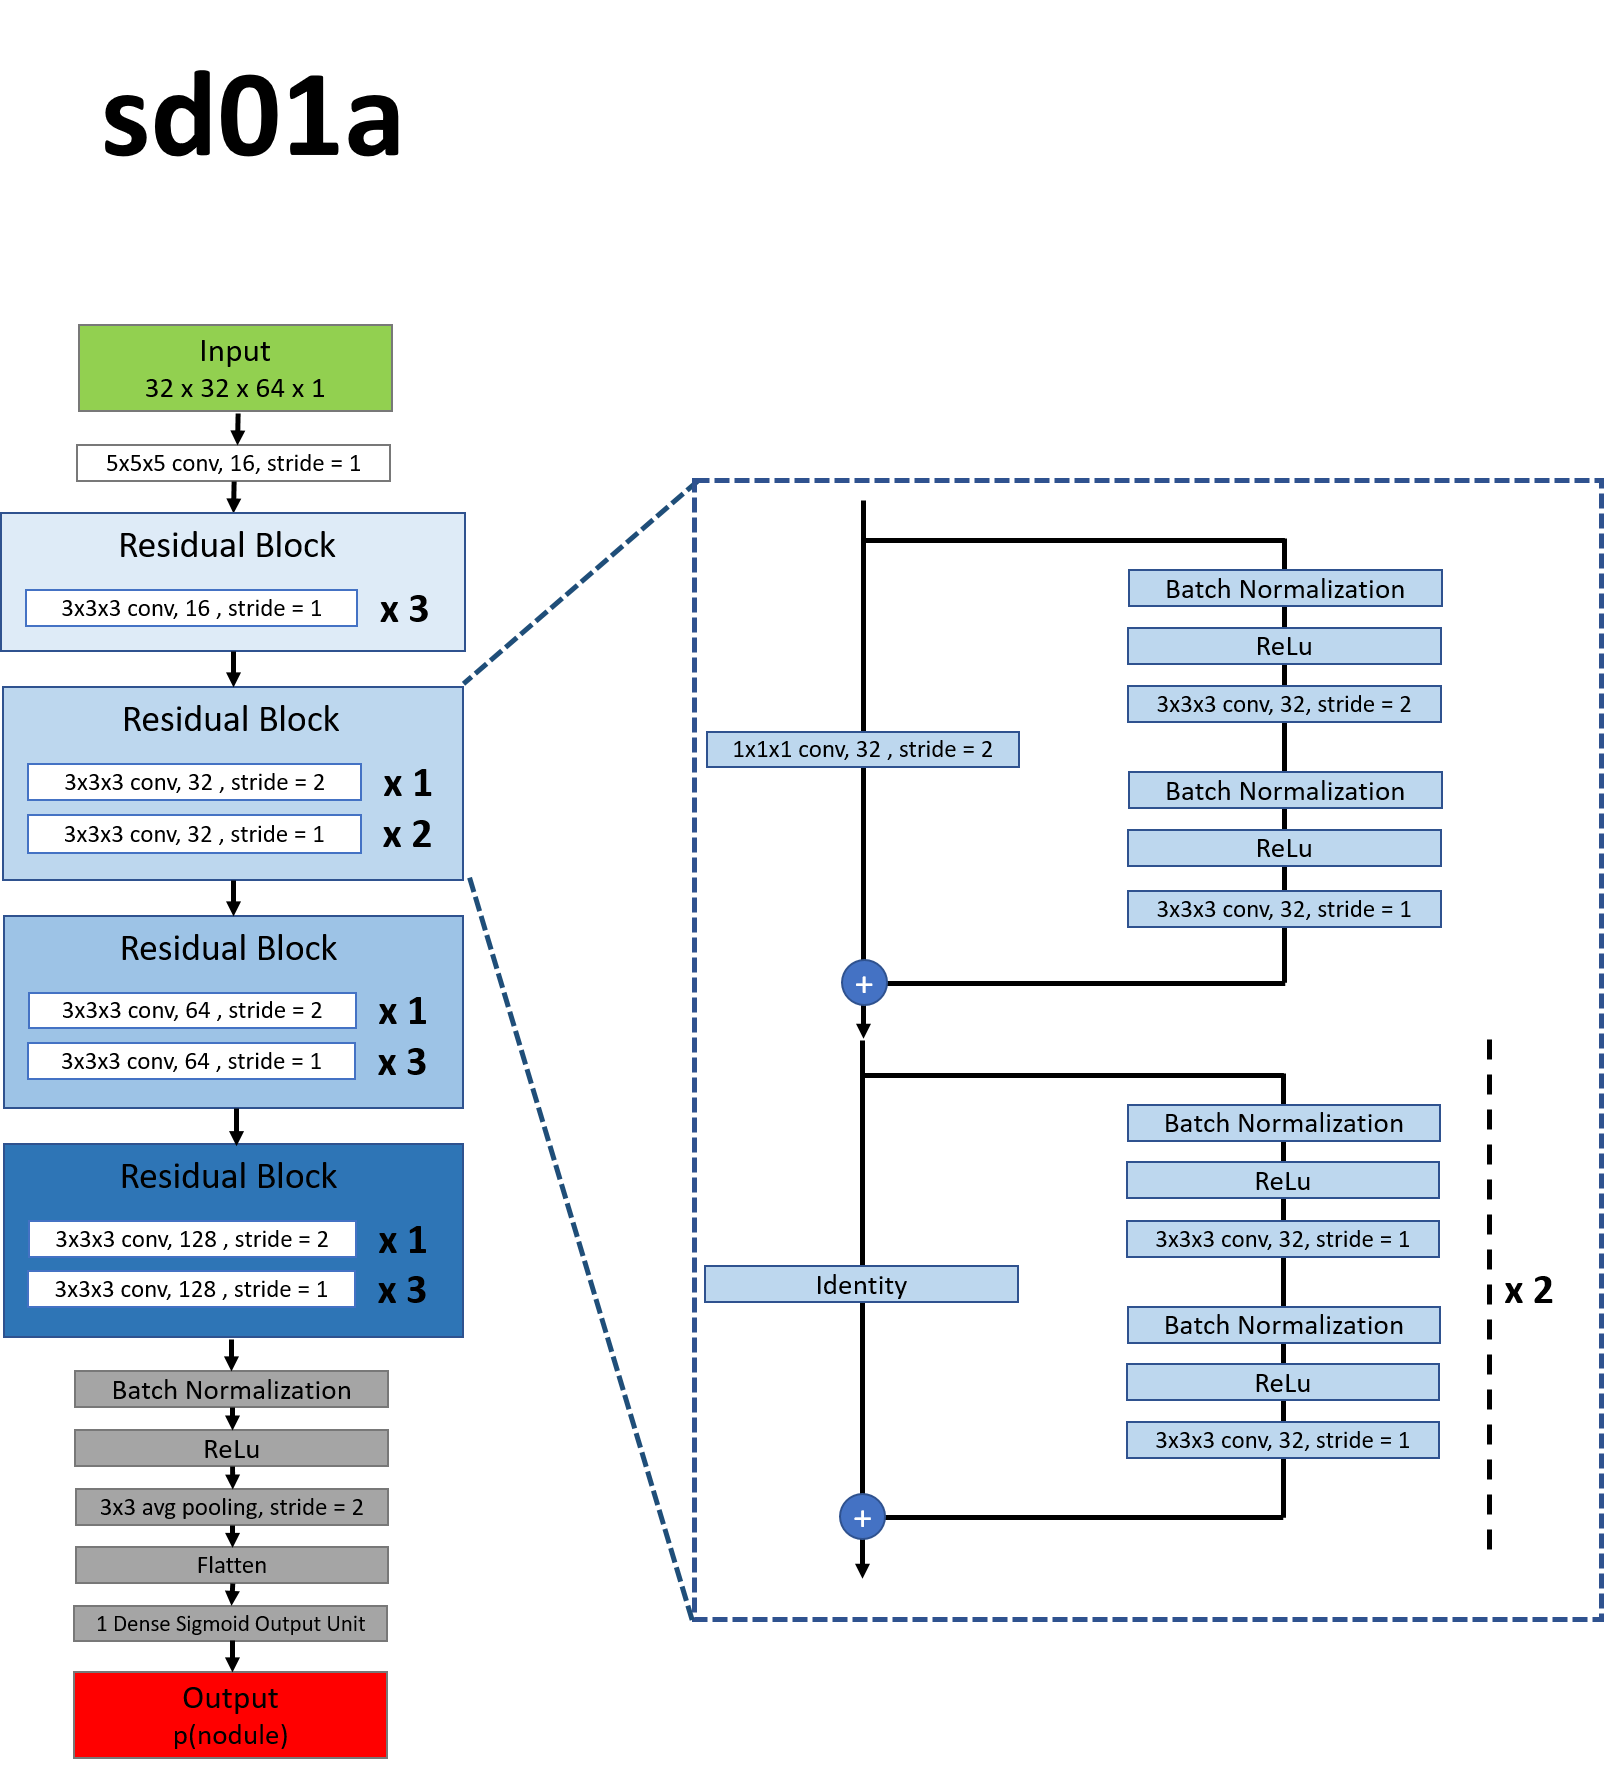 sd01a
Input
32 x 32 x 64 x 1
5x5x5 conv, 16, stride = 1
Residual Block
3x3x3 conv, 16 , stride = 1 x 3
Residual Block
3x3x3 conv, 32 , stride = 2 x 1
3x3x3 conv, 32 , stride = 1 x 2
Residual Block
3x3x3 conv, 64 , stride = 2 x 1
3x3x3 conv, 64 , stride = 1 x 3
Residual Block
3x3x3 conv, 128 , stride = 2 x 1
3x3x3 conv, 128 , stride = 1 x 3
Batch Normalization
ReLu
3x3 avg pooling, stride = 2
Flatten
1 Dense Sigmoid Output Unit
Output
p(nodule)
Batch Normalization
ReLu
3x3x3 conv, 32, stride = 2
1x1x1 conv, 32 , stride = 2
Batch Normalization
ReLu
3x3x3 conv, 32, stride = 1
+
Batch Normalization
ReLu
3x3x3 conv, 32, stride = 1
Identity
x 2
Batch Normalization
ReLu
3x3x3 conv, 32, stride = 1
+